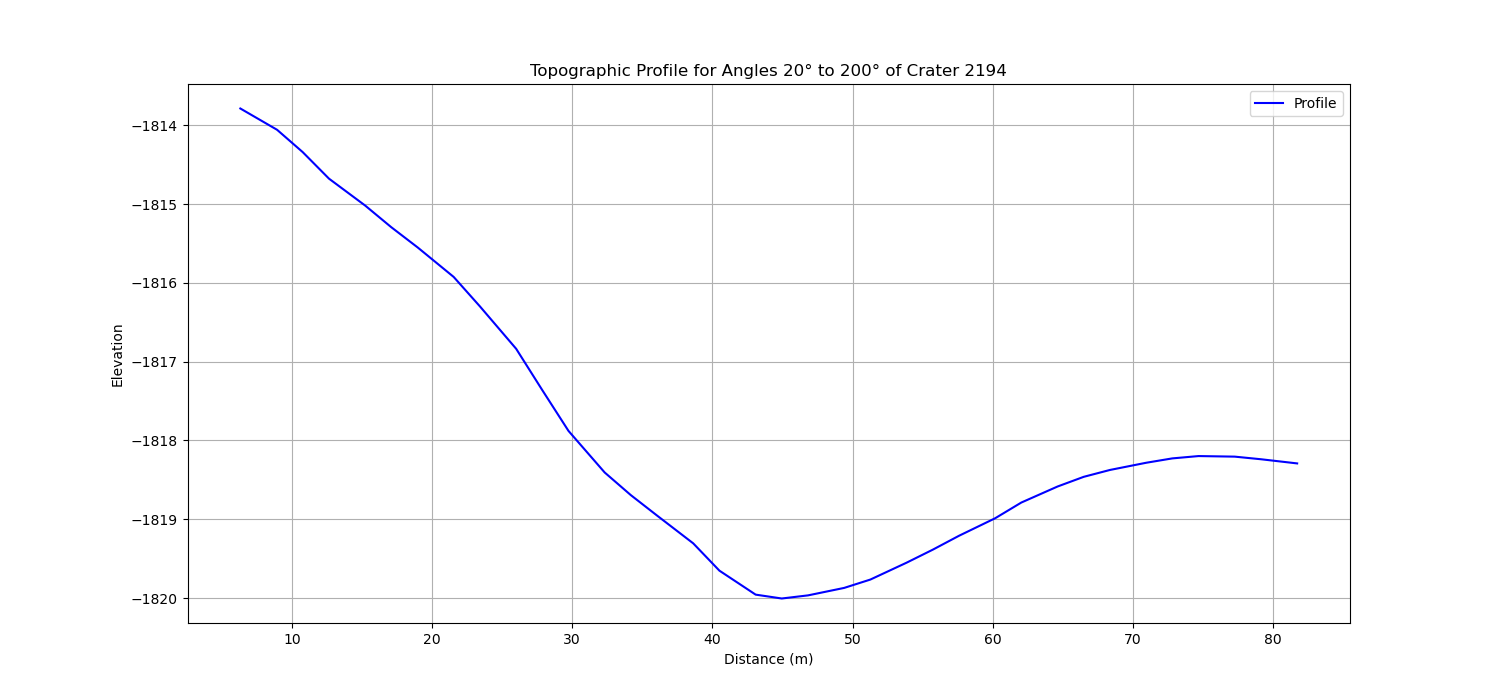 Topographic Profile for Angles 20° to 200° of Crater 2194
Profile
−1814
−1815
−1816
−1817
−1818
−1819
−1820
Elevation
10 20 30 40 50 60 70 80
Distance (m)